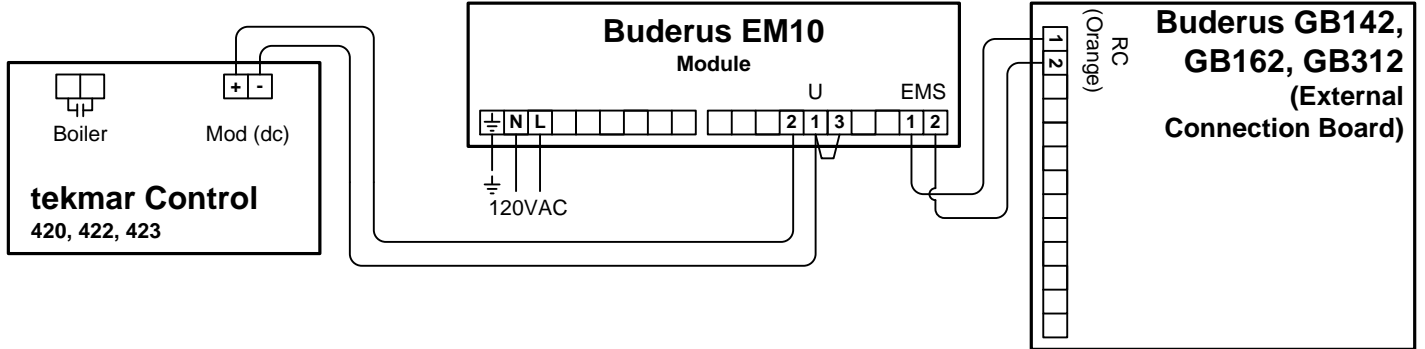 + -
Boiler
Mod (dc)
tekmar Control
420, 422, 423
Buderus EM10
Module
U
EMS
N L
2 1 3
1 2
120VAC
1
2
RC
(Orange)
Buderus GB142,
GB162, GB312
(External
Connection Board)